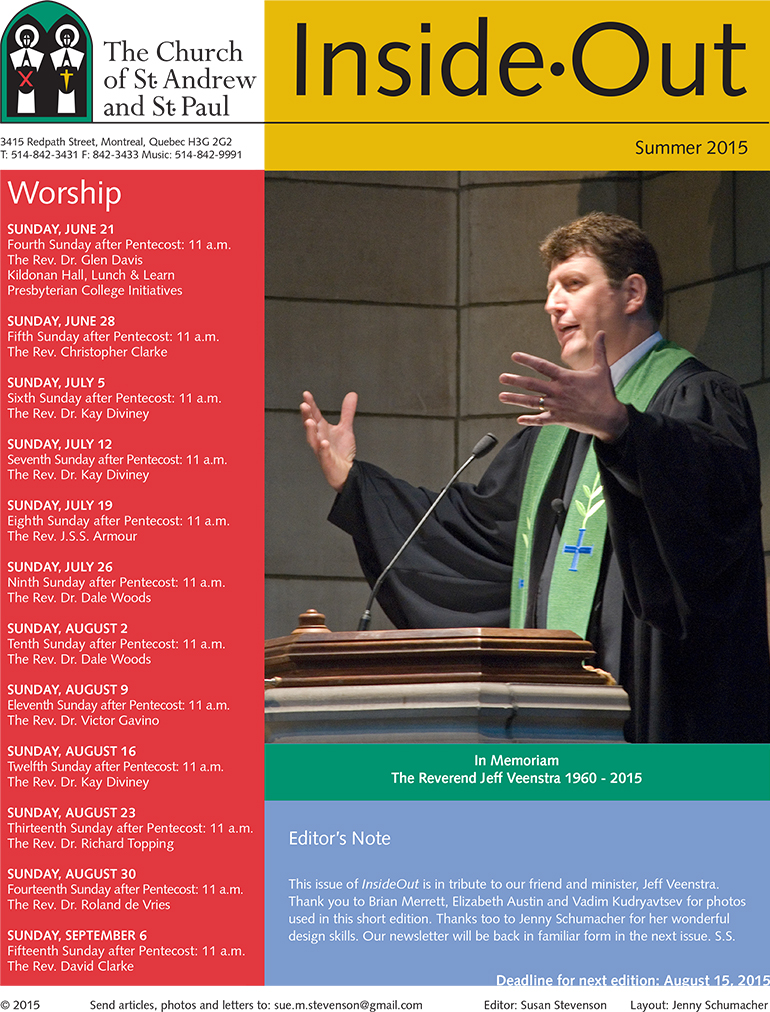 The Church
of St Andrew
and St Paul
Inside•Out
3415 Redpath Street, Montreal, Quebec H3G 2G2
T: 514-842-3431 F: 842-3433 Music: 514-842-9991
Summer 2015
Worship
SUNDAY, JUNE 21
Fourth Sunday after Pentecost: 11 a.m.
The Rev. Dr. Glen Davis
Kildonan Hall, Lunch & Learn
Presbyterian College Initiatives
SUNDAY, JUNE 28
Fifth Sunday after Pentecost: 11 a.m.
The Rev. Christopher Clarke
SUNDAY, JULY 5
Sixth Sunday after Pentecost: 11 a.m.
The Rev. Dr. Kay Diviney
SUNDAY, JULY 12
Seventh Sunday after Pentecost: 11 a.m.
The Rev. Dr. Kay Diviney
SUNDAY, JULY 19
Eighth Sunday after Pentecost: 11 a.m.
The Rev. J.S.S. Armour
SUNDAY, JULY 26
Ninth Sunday after Pentecost: 11 a.m.
The Rev. Dr. Dale Woods
SUNDAY, AUGUST 2
Tenth Sunday after Pentecost: 11 a.m.
The Rev. Dr. Dale Woods
SUNDAY, AUGUST 9
Eleventh Sunday after Pentecost: 11 a.m.
The Rev. Dr. Victor Gavino
SUNDAY, AUGUST 16
Twelfth Sunday after Pentecost: 11 a.m.
The Rev. Dr. Kay Diviney
SUNDAY, AUGUST 23
Thirteenth Sunday after Pentecost: 11 a.m.
The Rev. Dr. Richard Topping
SUNDAY, AUGUST 30
Fourteenth Sunday after Pentecost: 11 a.m.
The Rev. Dr. Roland de Vries
SUNDAY, SEPTEMBER 6
Fifteenth Sunday after Pentecost: 11 a.m.
The Rev. David Clarke
In Memoriam
The Reverend Jeff Veenstra 1960 - 2015
Editor's Note
This issue of InsideOut is in tribute to our friend and minister, Jeff Veenstra.
Thank you to Brian Merrett, Elizabeth Austin and Vadim Kudryavtsev for photos
used in this short edition. Thanks too to Jenny Schumacher for her wonderful
design skills. Our newsletter will be back in familiar form in the next issue. S.S.
Deadline for next edition: August 15, 2015
© 2015 Send articles, photos and letters to: sue.m.stevenson@gmail.com Editor: Susan Stevenson Layout: Jenny Schumacher